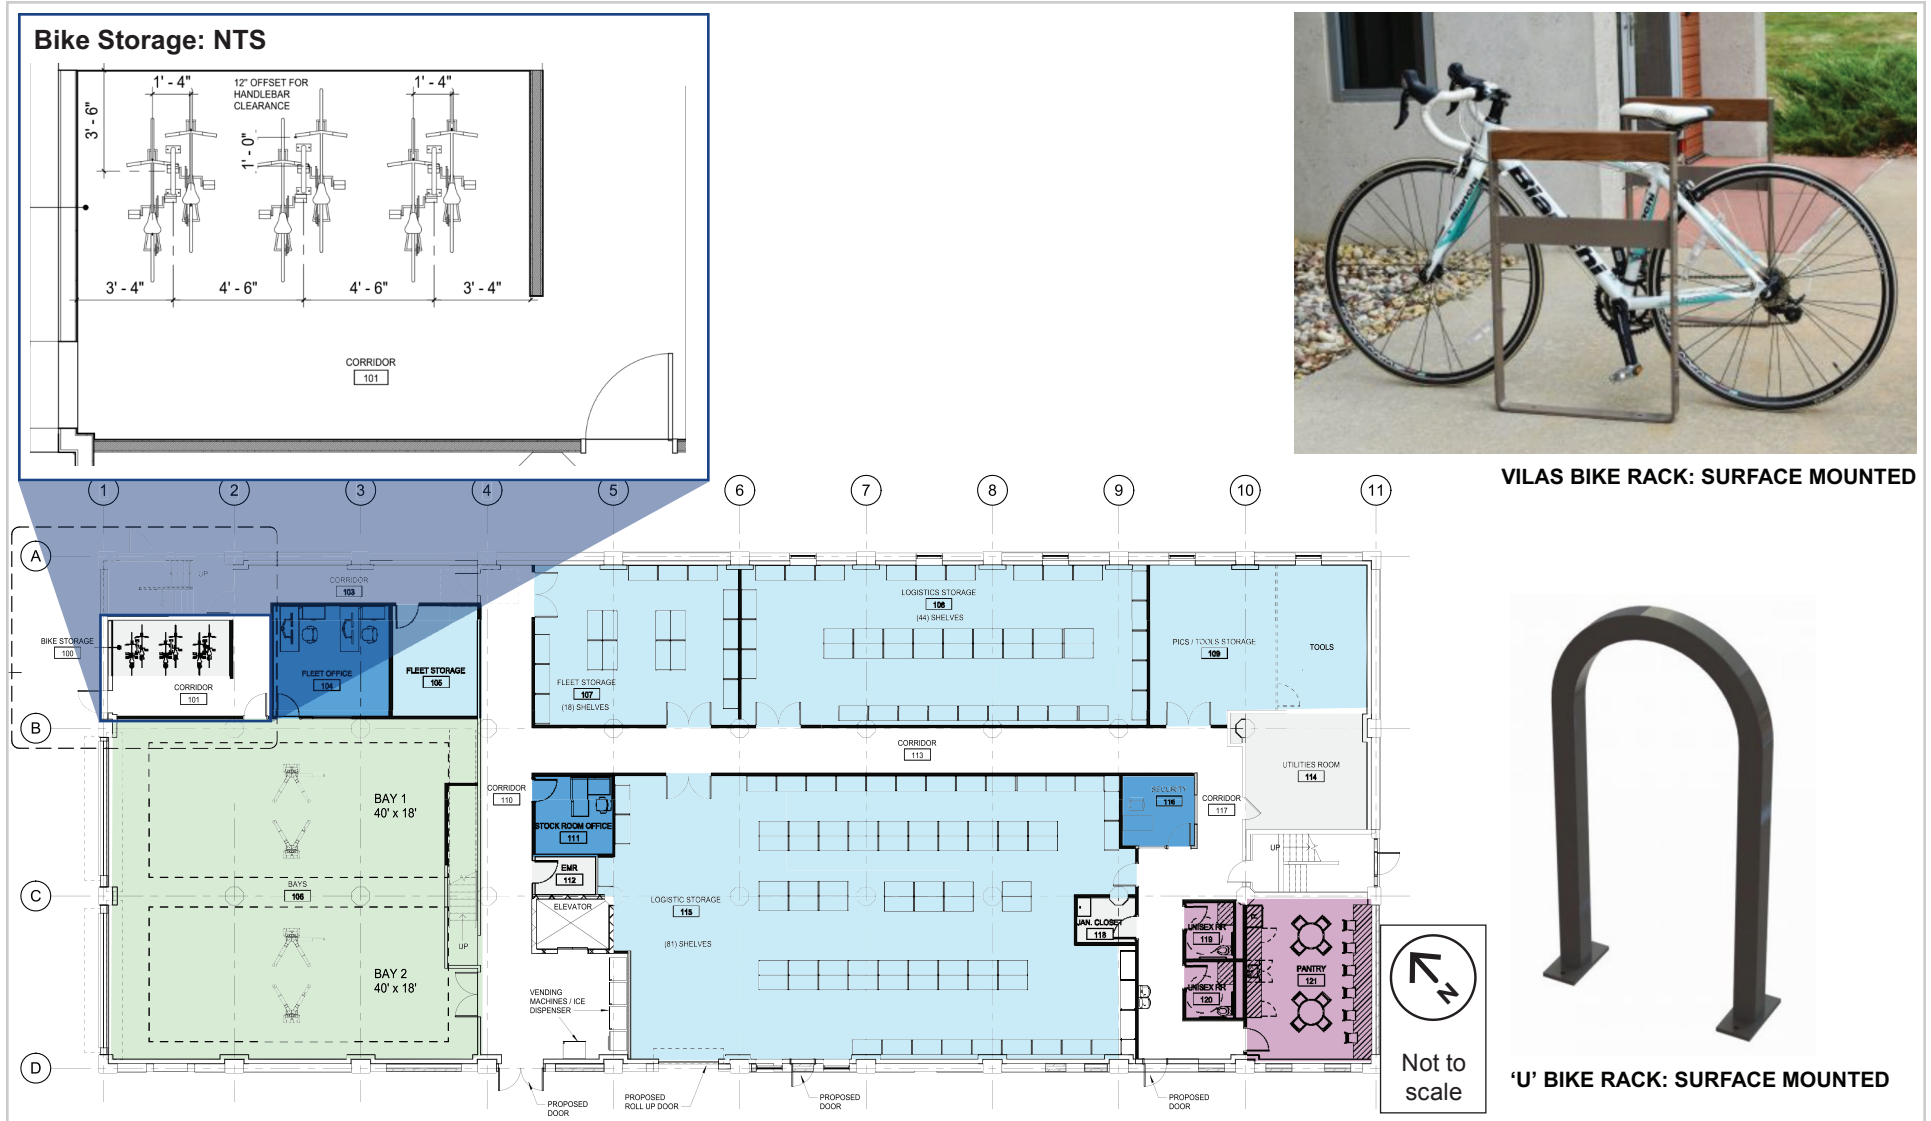 Bike Storage: NTS
1' - 4"
12" OFFSET FOR
HANDLEBAR
CLEARANCE
1' - 4"
3' - 6"
1' - 0"
3' - 4"
4' - 6"
4' - 6"
3' - 4"
CORRIDOR
101
Bianchi
VILAS BIKE RACK: SURFACE MOUNTED
1
2
3
4
5
6
7
8
9
10
11
A
B
C
D
UP
CORRIDOR
103
BIKE STORAGE
100
CORRIDOR
101
FLEET OFFICE
104
FLEET STORAGE
105
FLEET STORAGE
107
(18) SHELVES
LOGISTICS STORAGE
108
(44) SHELVES
PICS / TOOLS STORAGE
109
TOOLS
CORRIDOR
113
UTILITIES ROOM
114
BAY 1
40' x 18'
BAYS
106
BAY 2
40' x 18'
UP
CORRIDOR
110
STOCK ROOM OFFICE
111
EMR
112
ELEVATOR
LOGISTIC STORAGE
115
(81) SHELVES
SECURITY
116
CORRIDOR
117
UP
JAN. CLOSET
118
UNISEX RR
119
UNISEX RR
120
PANTRY
121
VENDING
MACHINES / ICE
DISPENSER
PROPOSED
DOOR
PROPOSED
ROLL UP DOOR
PROPOSED
DOOR
PROPOSED
DOOR
N
Not to
scale
‘U’ BIKE RACK: SURFACE MOUNTED